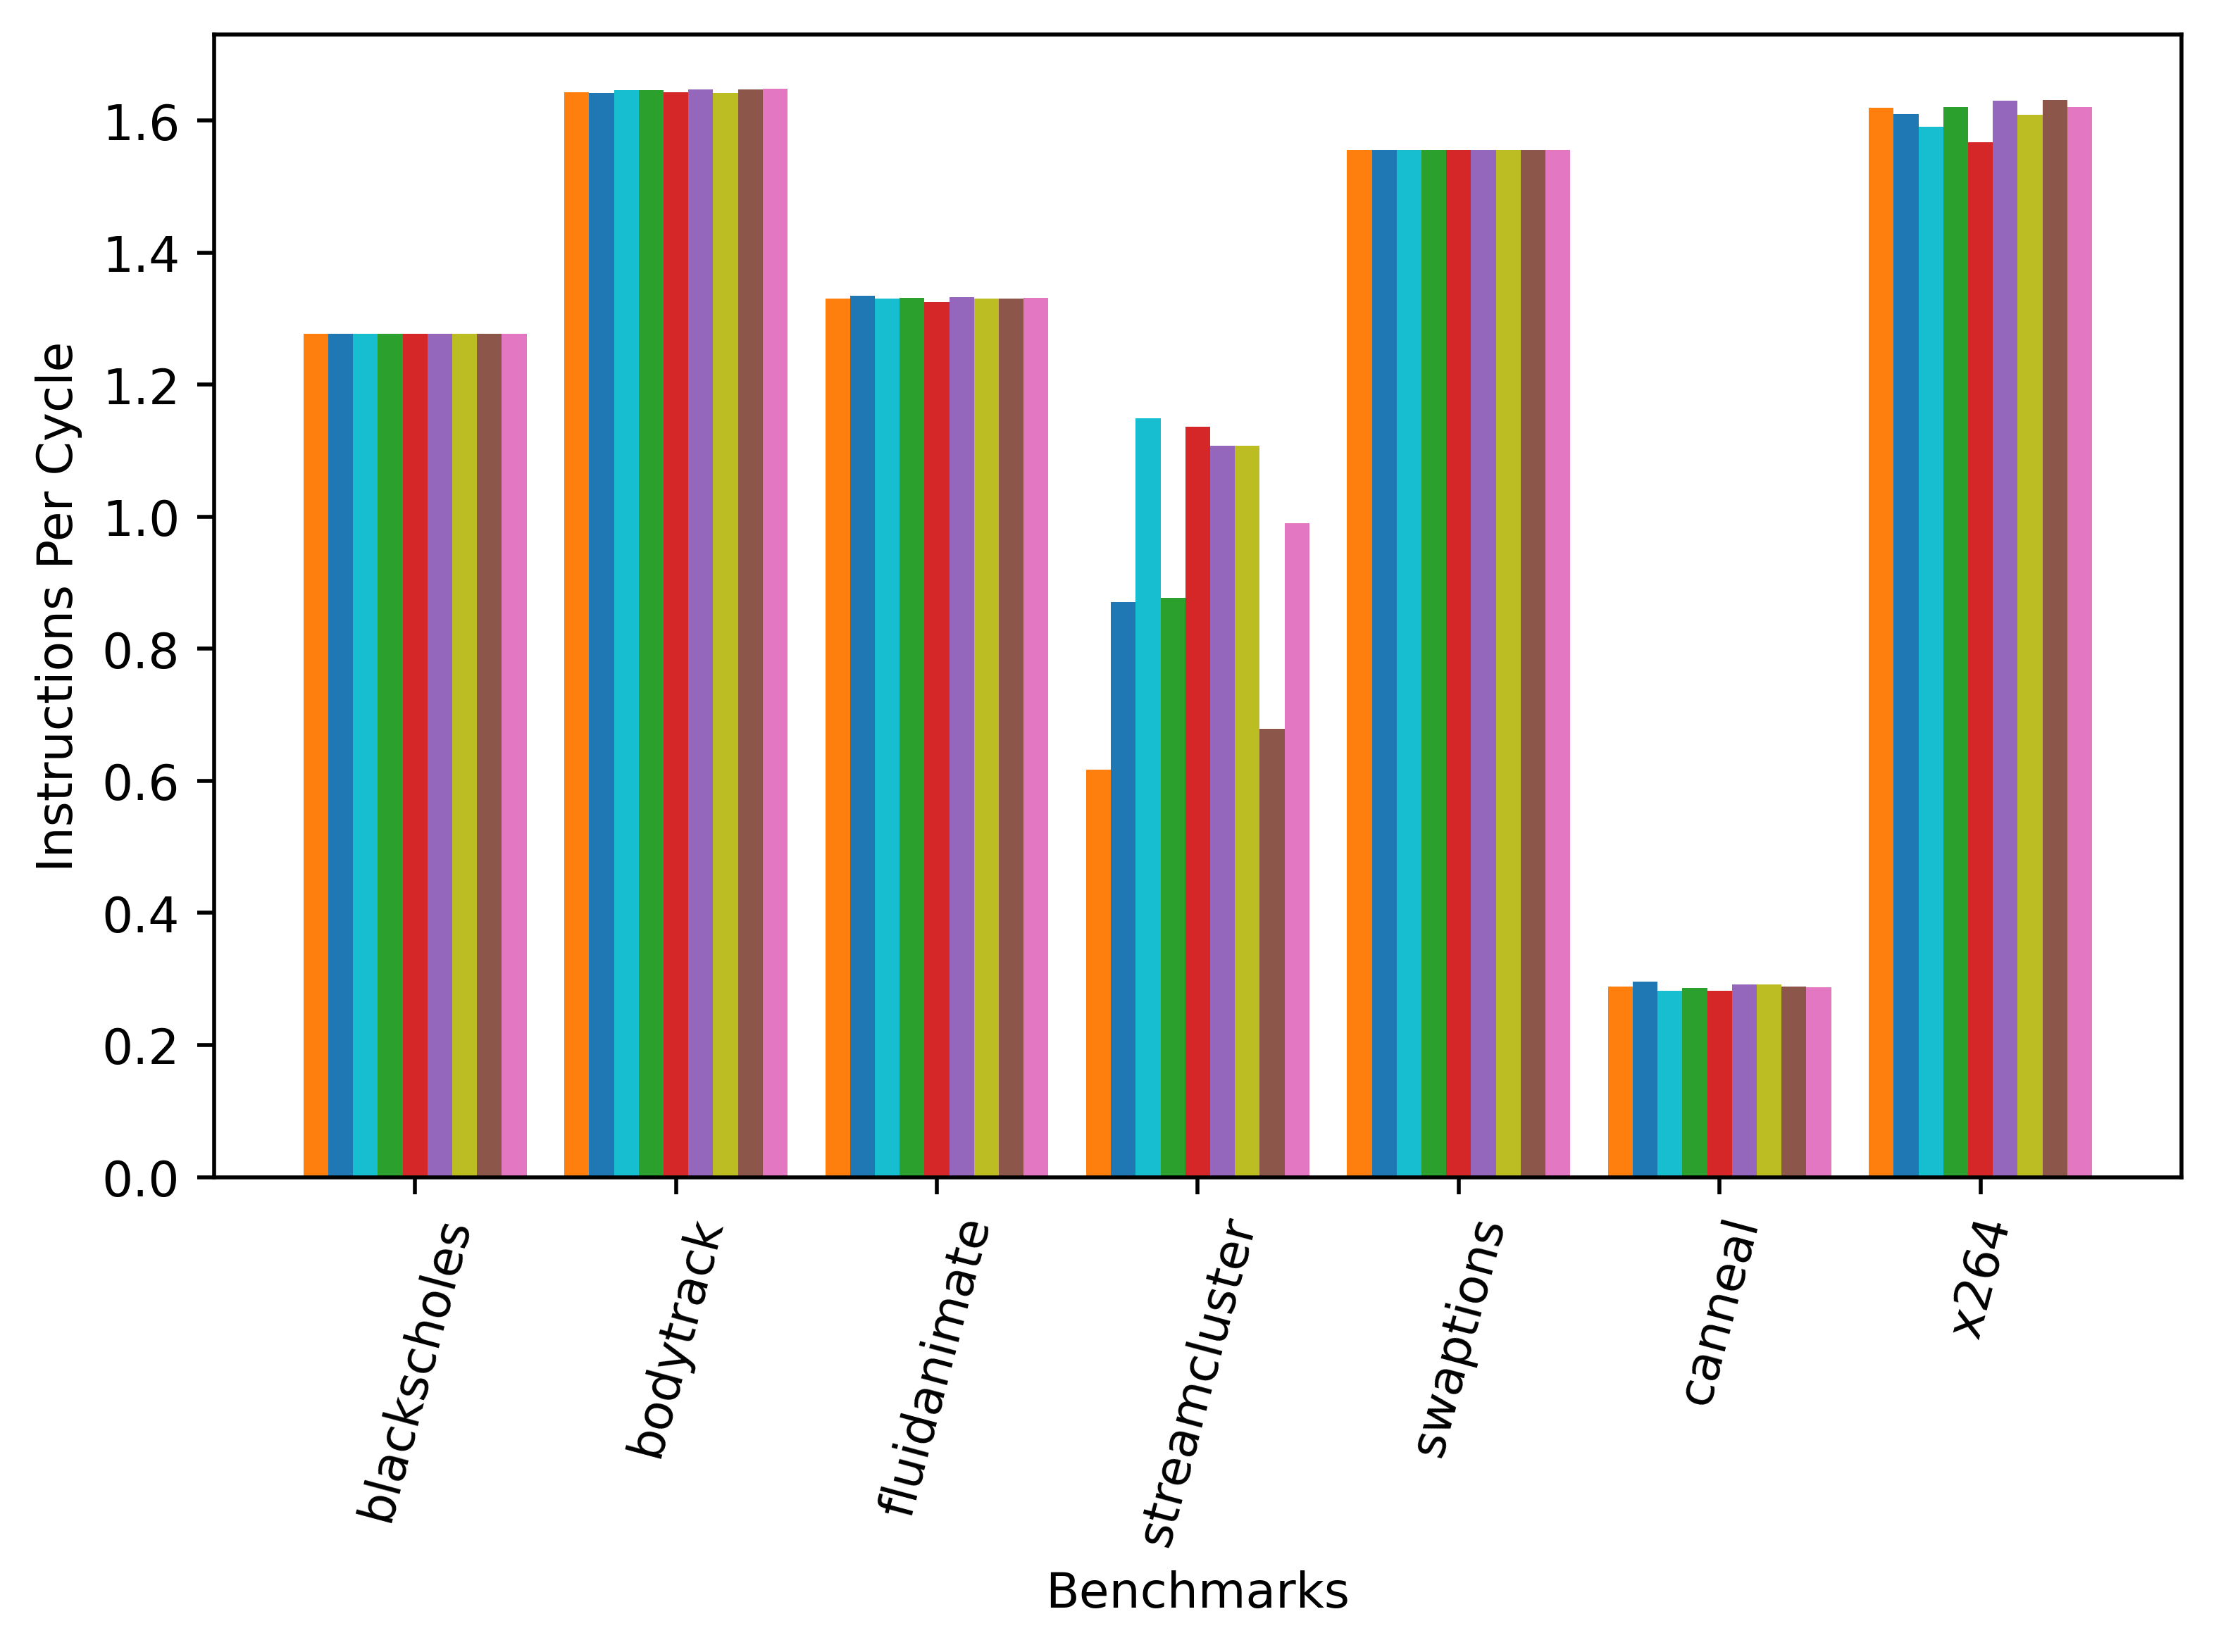 Instructions Per Cycle
1.6
1.4
1.2
1.0
0.8
0.6
0.4
0.2
0.0
blackscholes
bodytrack
fluidanimate
streamcluster
swaptions
canneal
x264
Benchmarks